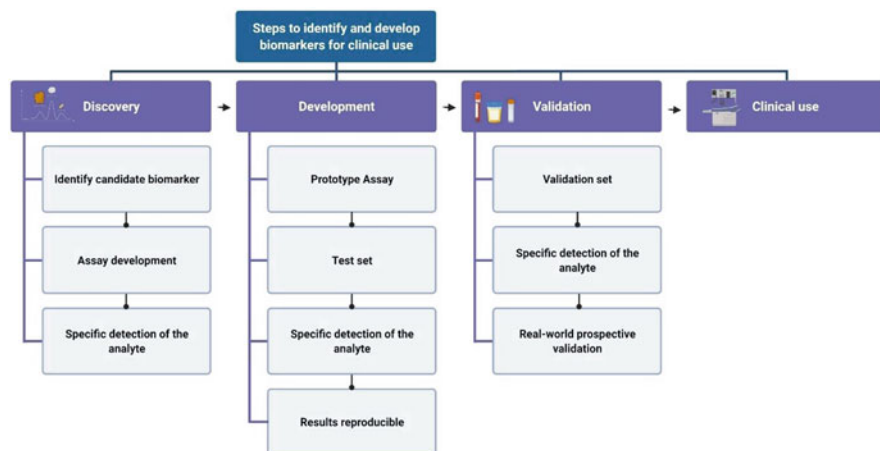 Steps to identify and develop
biomarkers for clinical use
Discovery
Development
Validation
Clinical use
Identify candidate biomarker
Prototype Assay
Validation set
Assay development
Test set
Specific detection of the
analyte
Specific detection of the
analyte
Specific detection of the
analyte
Real-world prospective
validation
Results reproducible